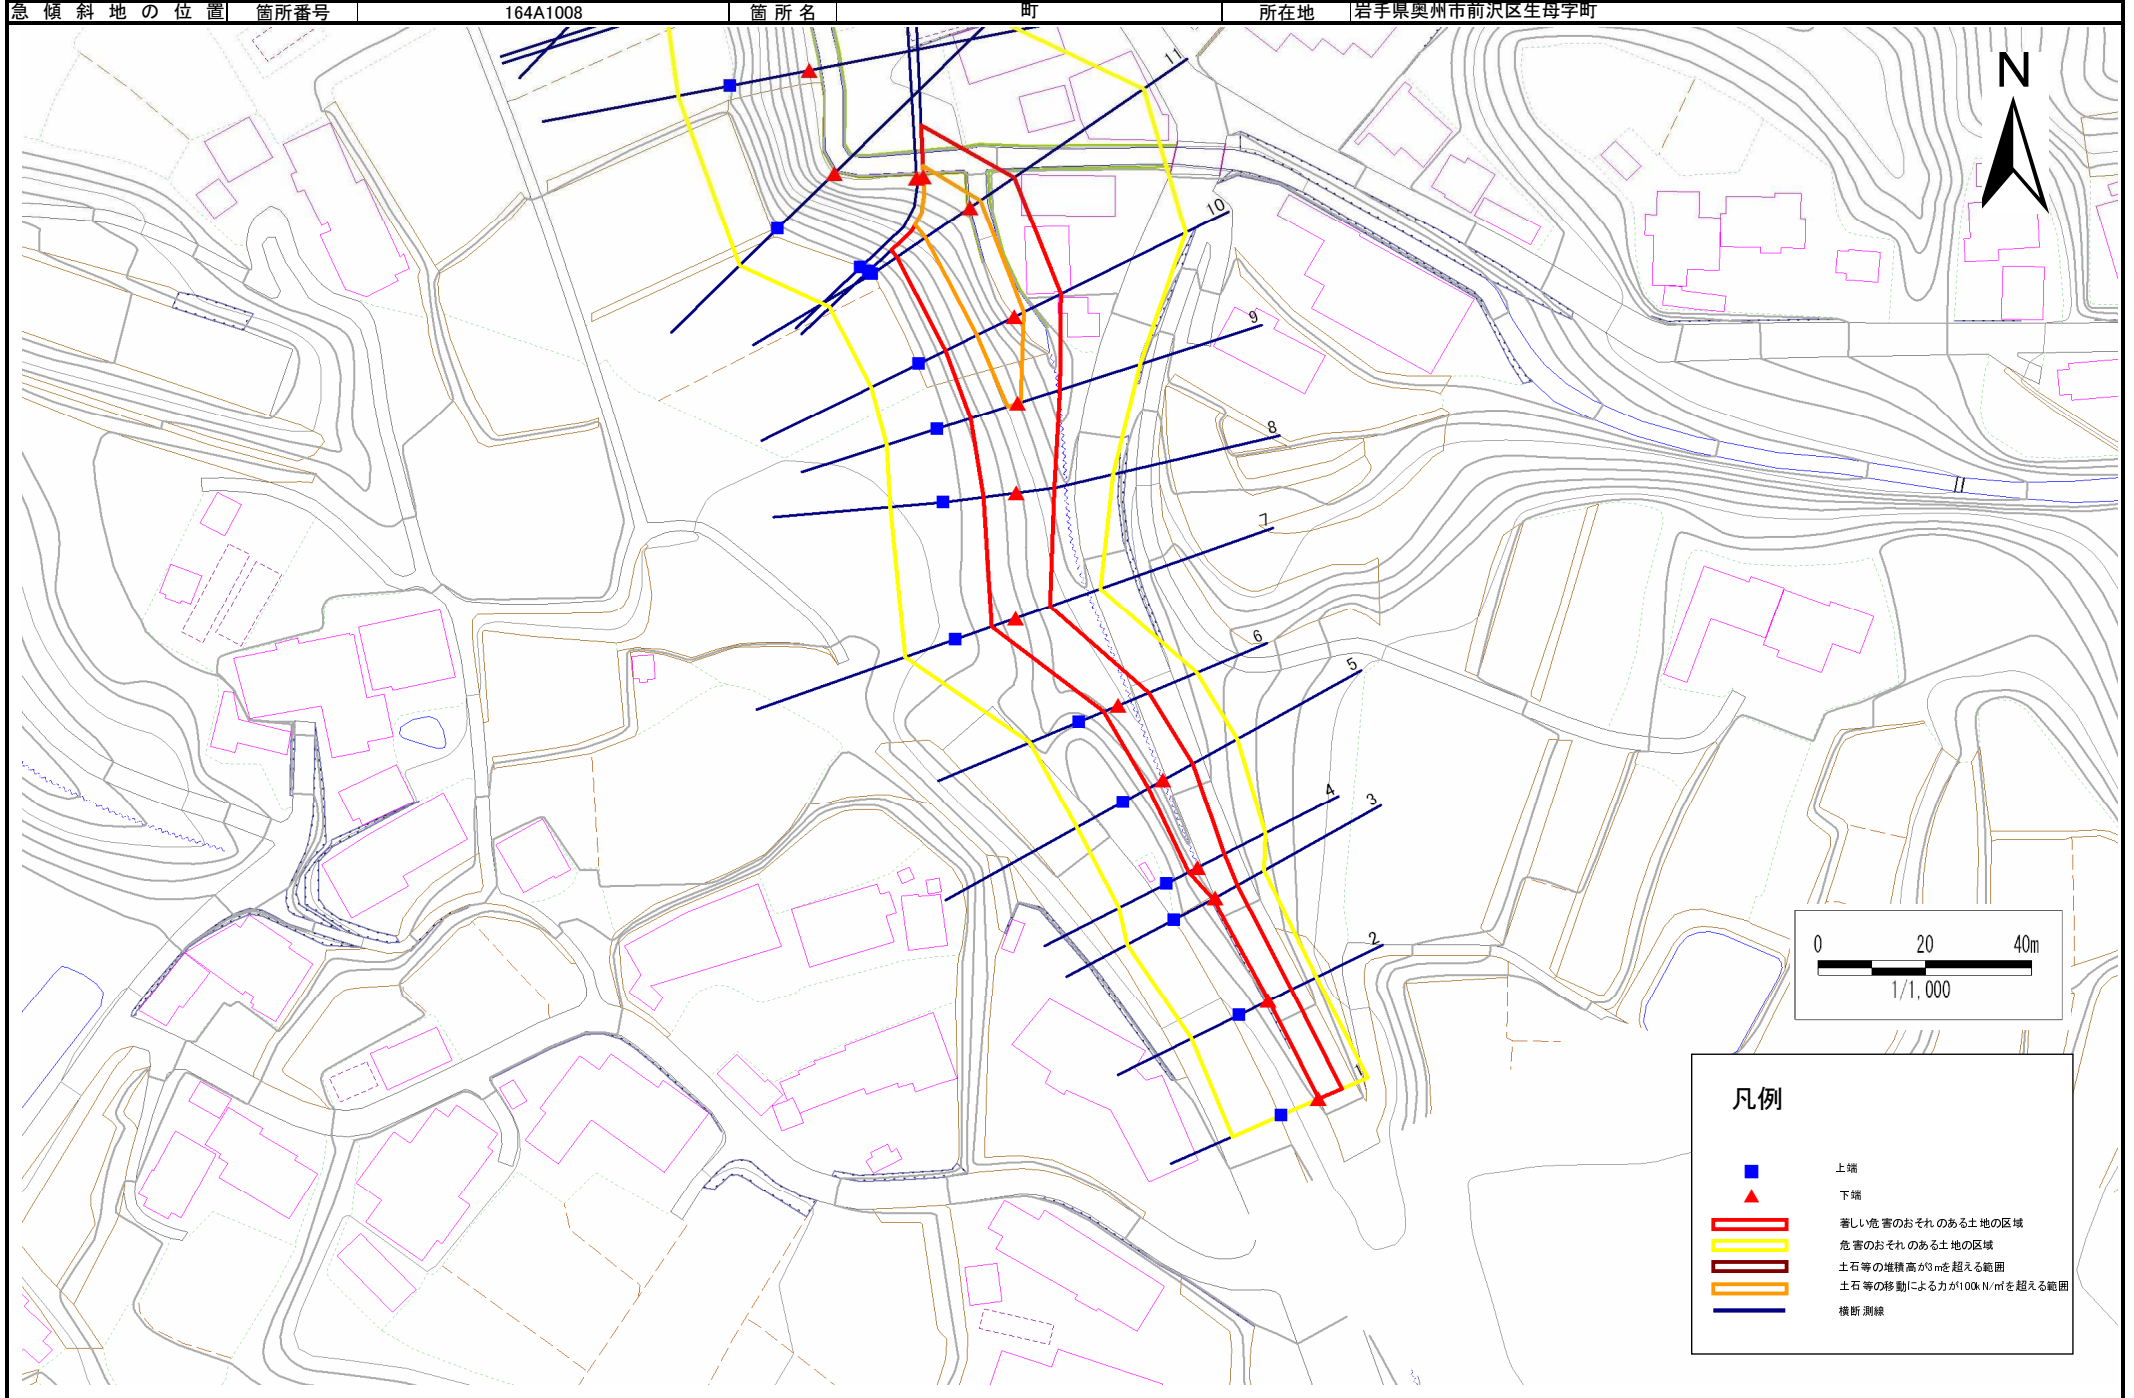 急傾斜地の位置 箇所番号 164A1008 箇所名 町 所在地 岩手県奥州市前沢区生母字町
N
11
10
9
8
7
6
5
4
3
2
1
0 20 40m
1/1,000
凡例
上端
下端
著しい危害のおそれのある土地の区域
危害のおそれのある土地の区域
土石等の堆積高が3mを超える範囲
土石等の移動による力が100kN/㎡を超える範囲
横断測線